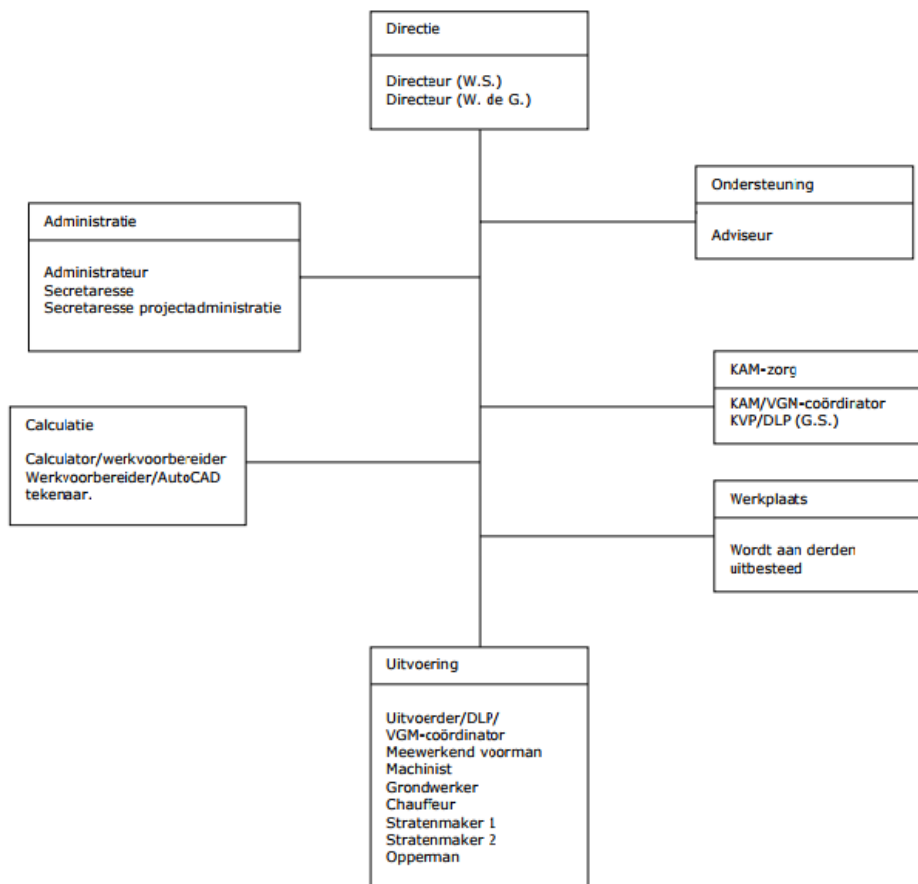 Directie
Directeur (W.S.)
Directeur (W. de G.)
Ondersteuning
Adviseur
Administratie
Administrateur
Secretaresse
Secretaresse projectadministratie
KAM-zorg
KAM/VGM-coördirator
KVP/DLP (G.S.)
Calculatie
Calculator/werkvoorbereider
Werkvoorbereider/AutoCAD
tekenaar.
Werkplaats
Wordt aan derden
uitbesteed
Uitvoering
Uitvoerder/DLP/
VGM-coördinator
Meewerkend voorman
Machinist
Grondwerker
Chauffeur
Stratenmaker 1
Stratenmaker 2
Opperman